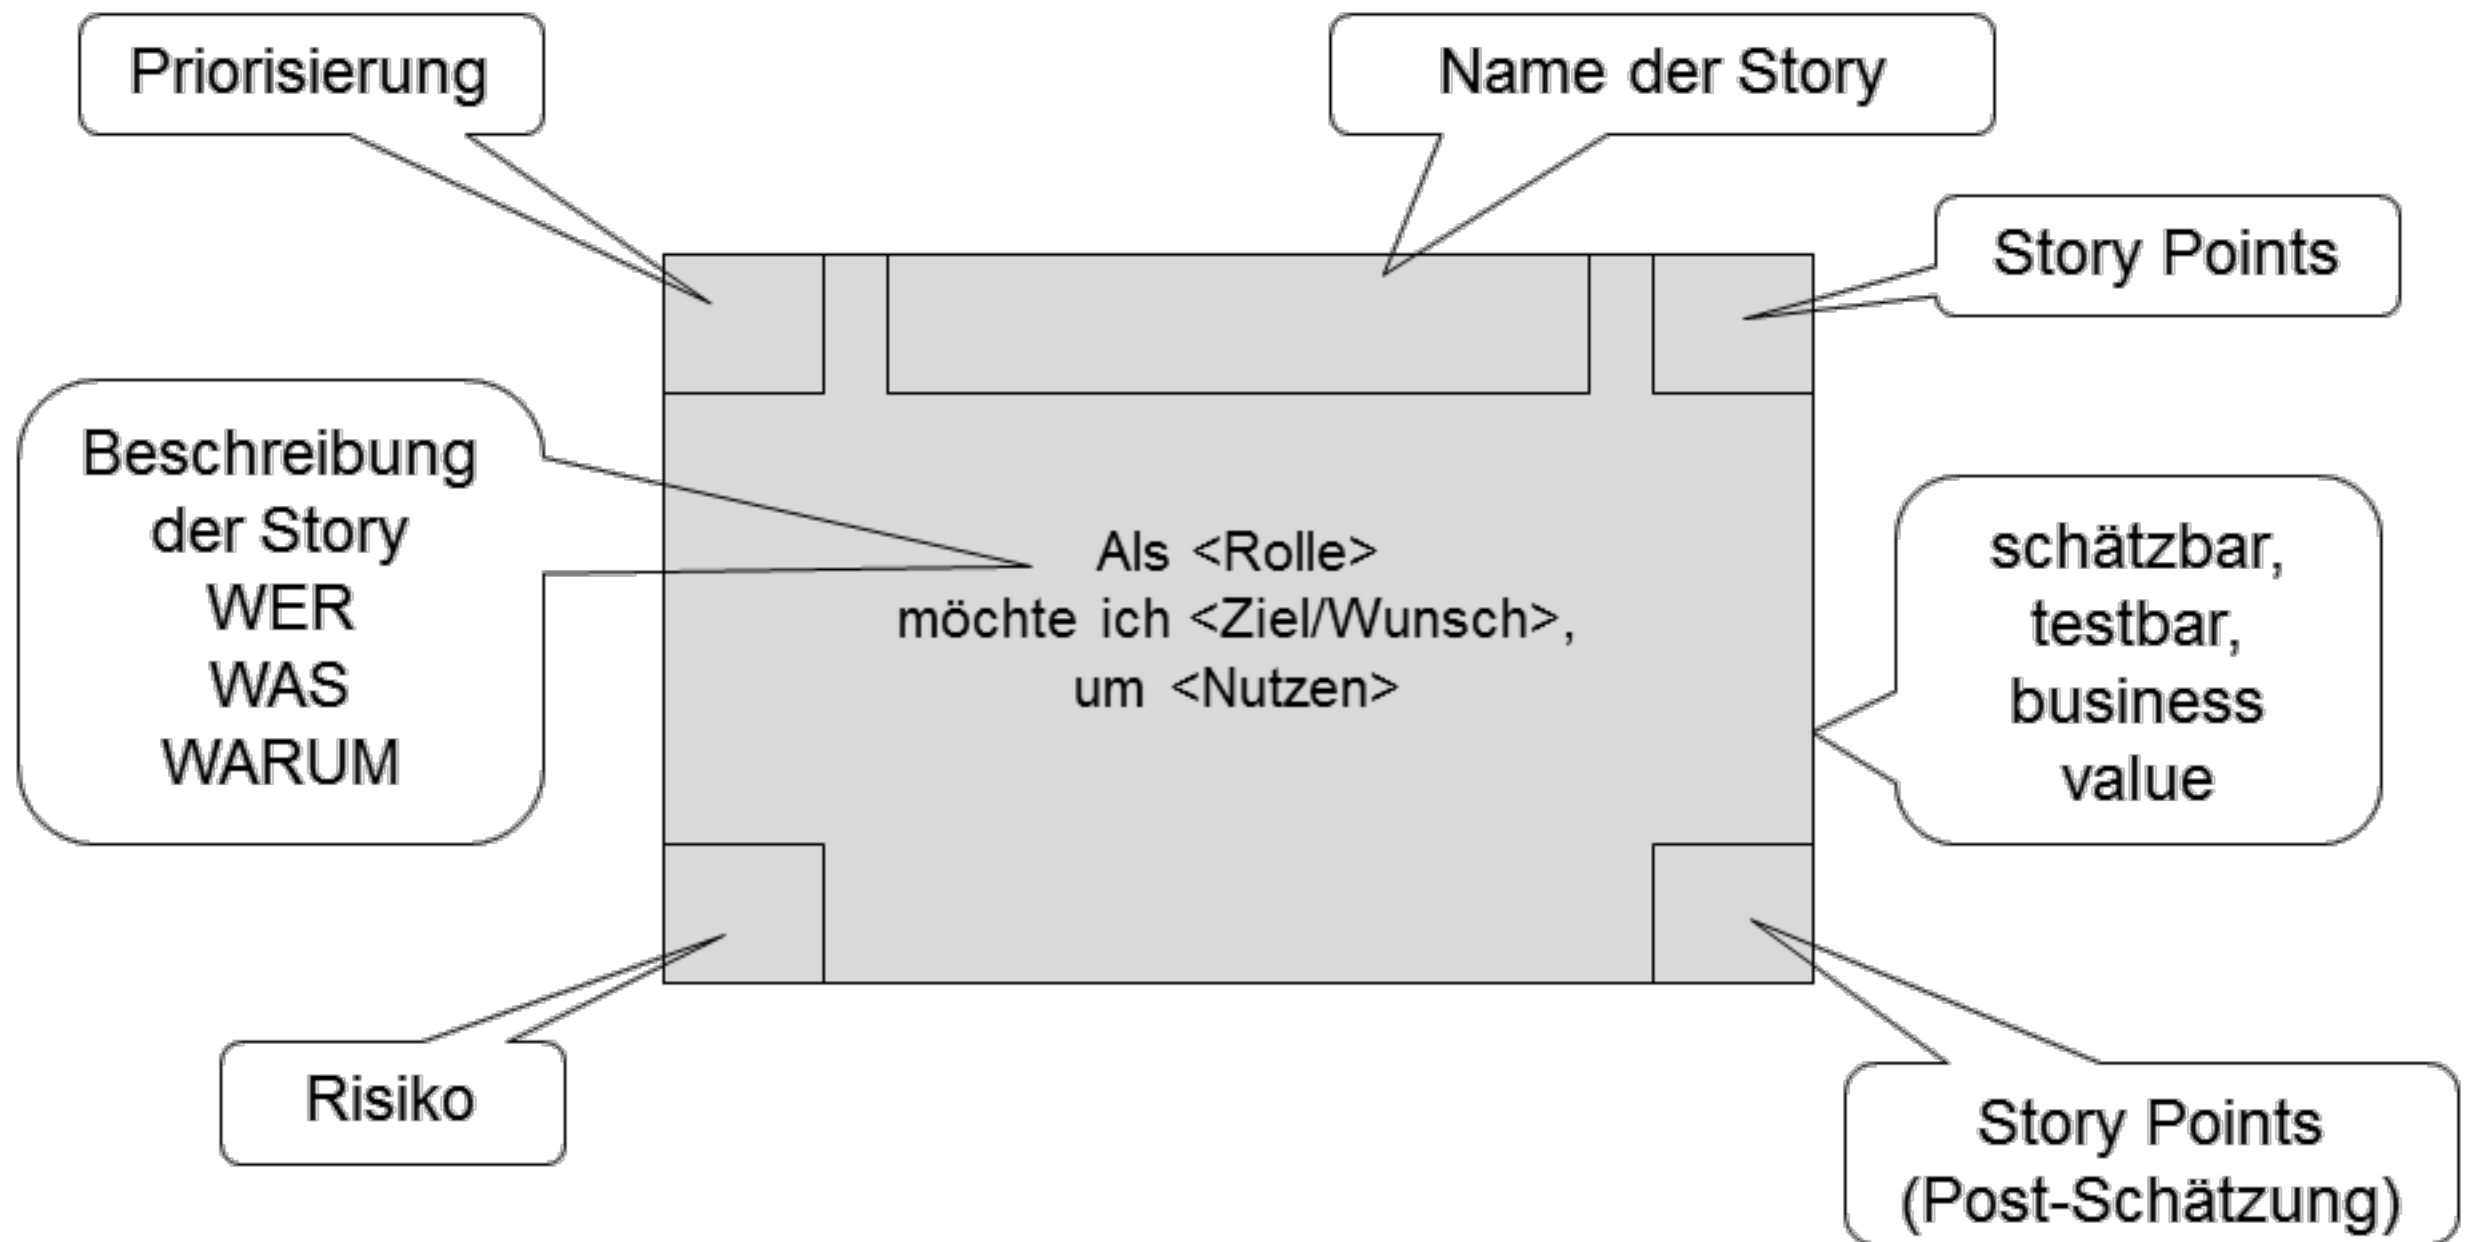 Priorisierung
Name der Story
Story Points
Beschreibung
der Story
WER
WAS
WARUM
Als <Rolle>
möchte ich <Ziel/Wunsch>,
um <Nutzen>
schätzbar,
testbar,
business
value
Risiko
Story Points
(Post-Schätzung)